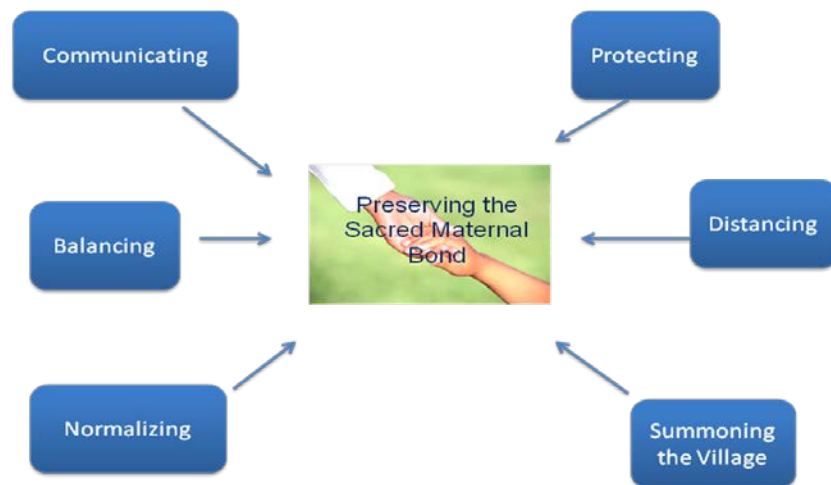 Communicating
Protecting
Preserving the
Sacred Maternal
Bond
Balancing
Distancing
Normalizing
Summoning
the Village